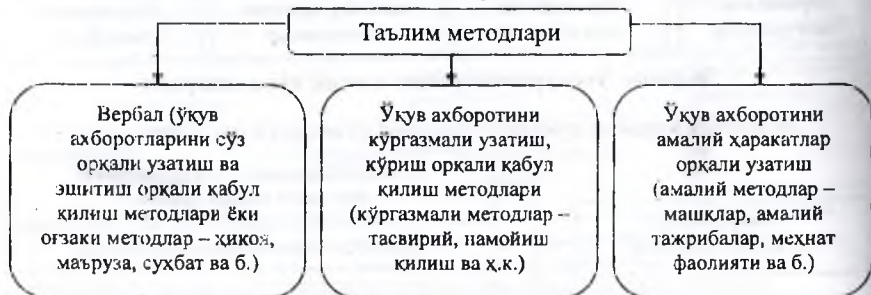 Таълим методлари
Вербал (ўқув
ахборотларини сўз
орқали узатиш ва
эшитиш орқали қабул
қилиш методлари ёки
оғзаки методлар – ҳикоя,
маъруза, суҳбат ва б.)
Ўқув ахборотини
кўргазмали узатиш,
кўриш орқали қабул
қилиш методлари
(кўргазмали методлар –
тасвирий, намойиш
қилиш ва ҳ.к.)
Ўқув ахборотини
амалий ҳаракатлар
орқали узатиш
(амалий методлар –
машқлар, амалий
тажрибалар, меҳнат
фаолияти ва б.)